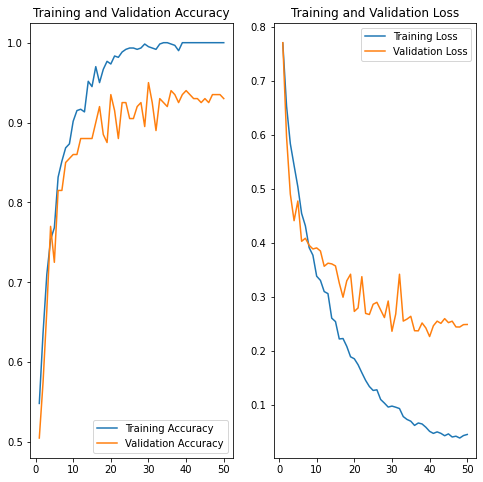 Training and Validation Accuracy
1.0
0.9
0.8
0.7
0.6
0.5
0 10 20 30 40 50
Training Accuracy
Validation Accuracy
Training and Validation Loss
0.8
0.7
0.6
0.5
0.4
0.3
0.2
0.1
0 10 20 30 40 50
Training Loss
Validation Loss